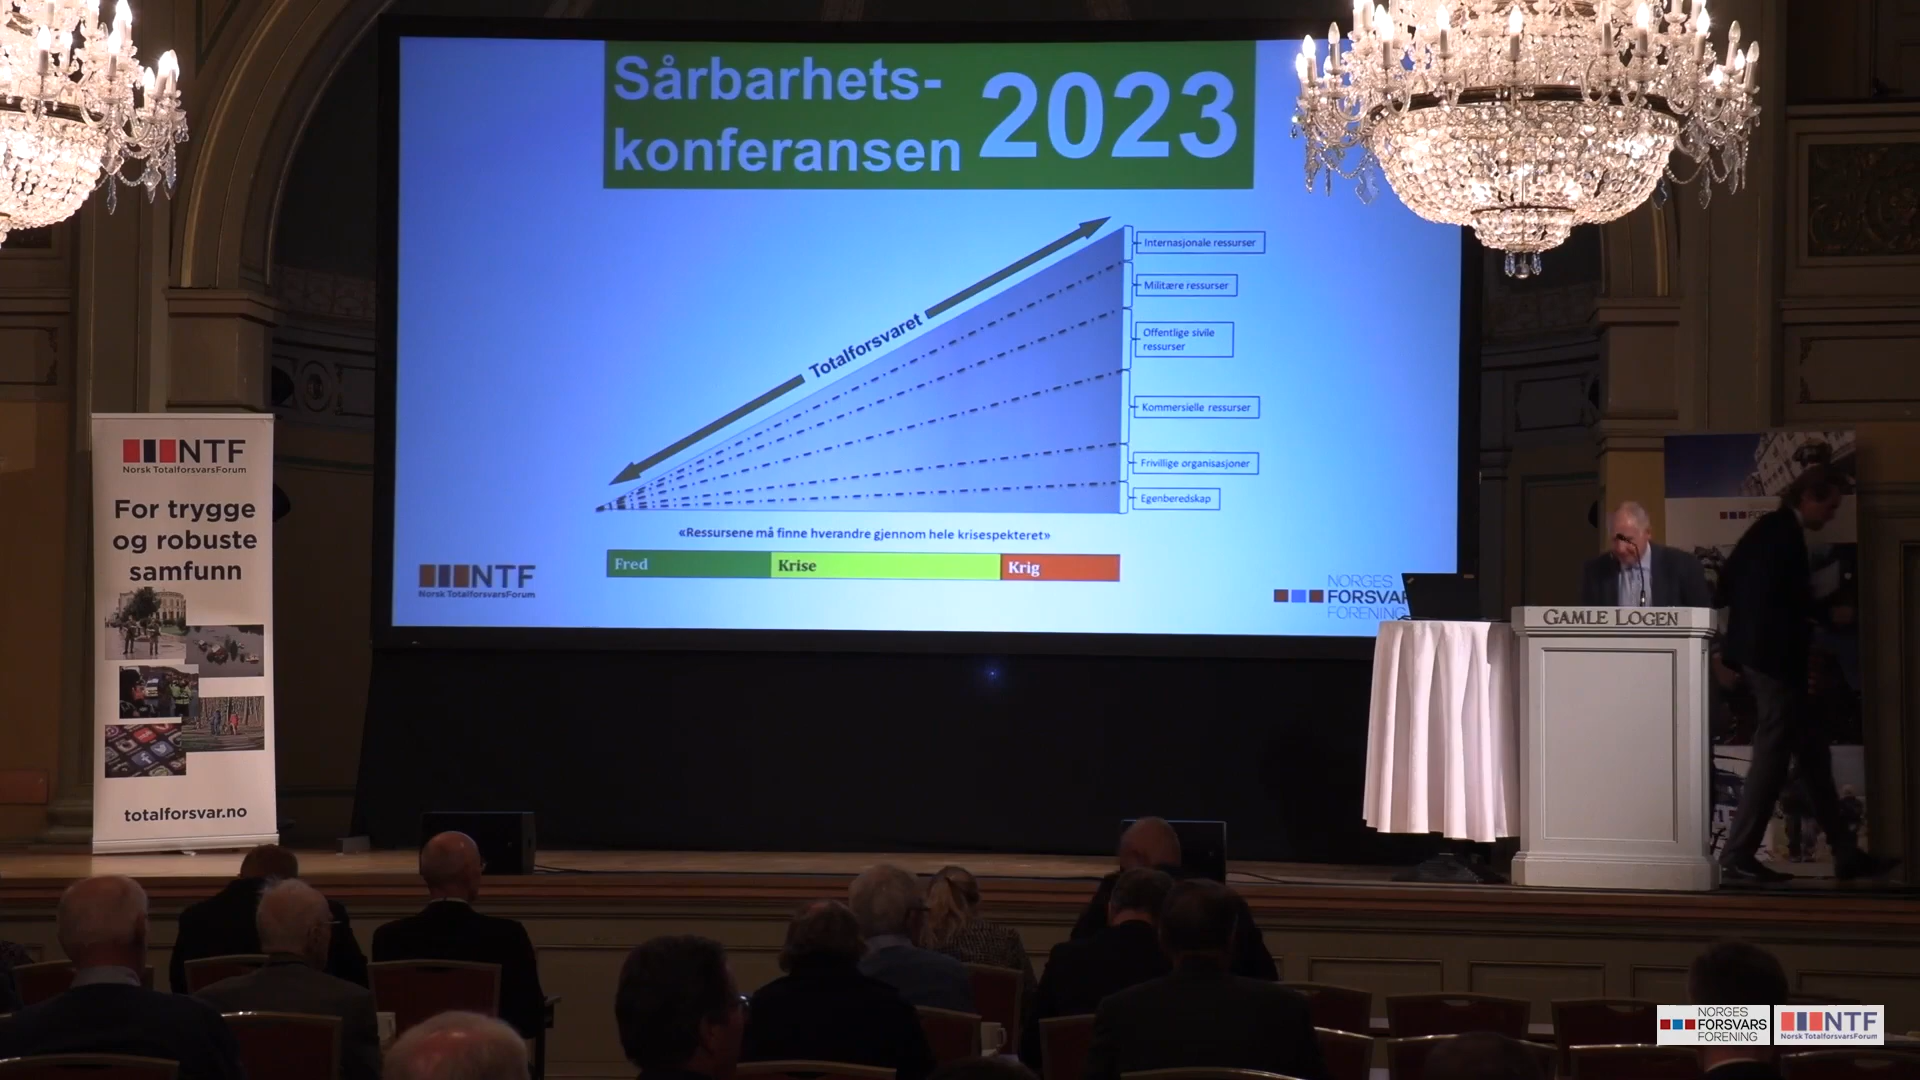 Sårbarhets-
konferansen 2023
Internasjonale ressurser
Militære ressurser
Offentlige sivile
ressurser
Kommersielle ressurser
Frivillige organisasjoner
Egenberedskap
Totalforsvaret
«Ressursene må finne hverandre gjennom hele krisespekteret»
Fred Krise Krig
NTF
Norsk TotalforsvarsForum
NORGES
FORSVAR
FORENING
NTF
Norsk TotalforsvarsForum
For trygge
og robuste
samfunn
totalforsvar.no
GAMLE LOGEN
NORGES
FORSVARS
FORENING
NTF
Norsk TotalforsvarsForum